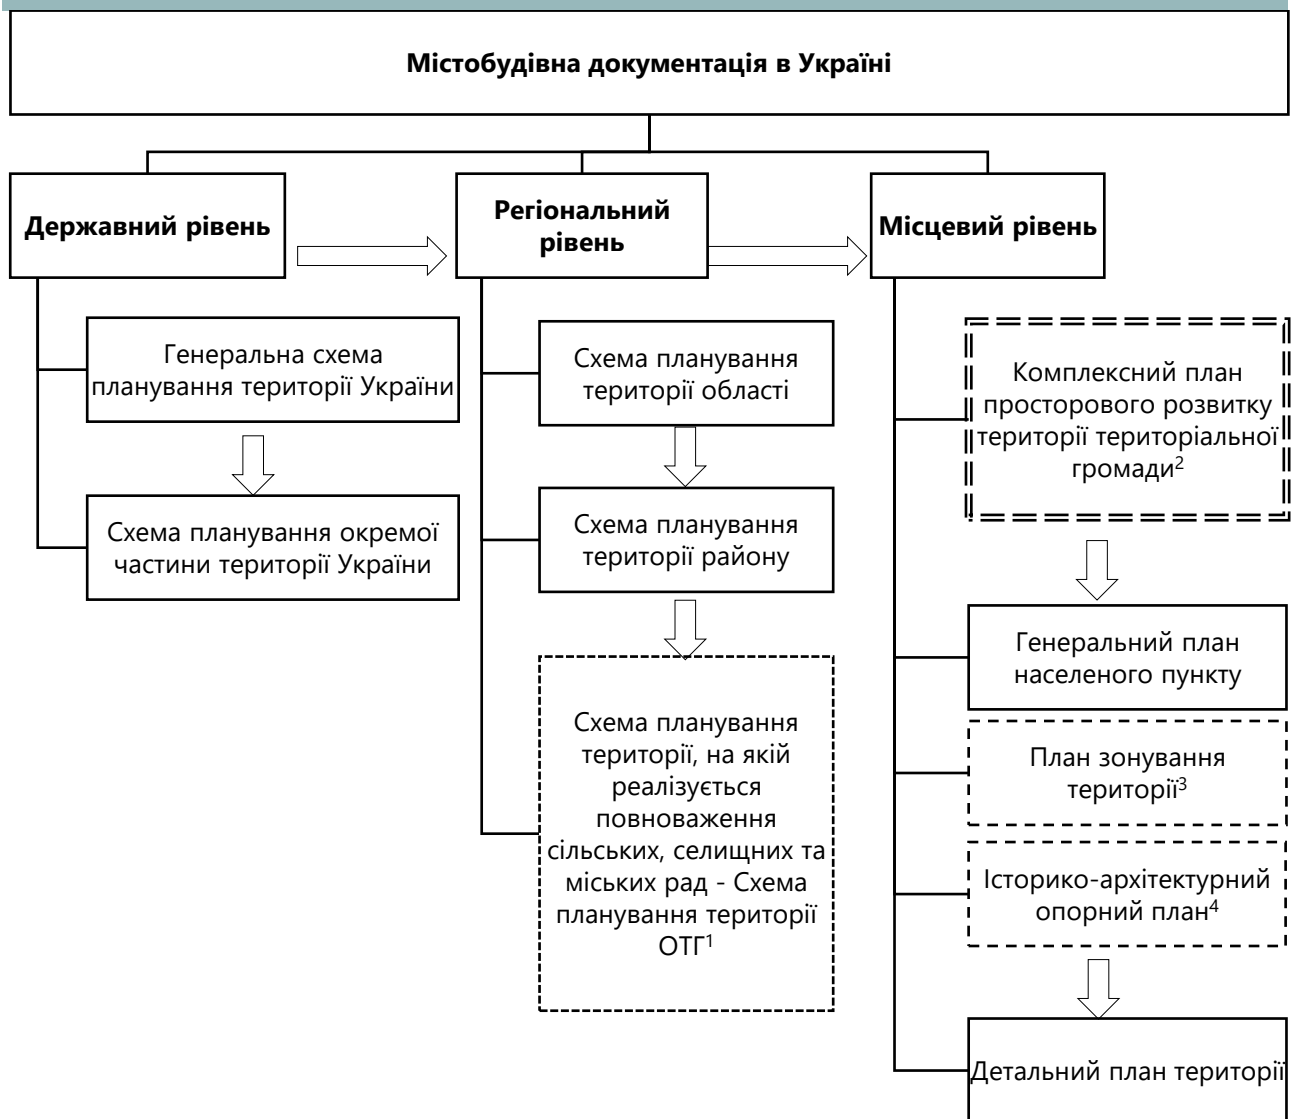 Містобудівна документація в Україні
Державний рівень
Регіональний
рівень
Місцевий рівень
Генеральна схема
планування території України
Схема планування окремої
частини території України
Схема планування
території області
Схема планування
території району
Схема планування
території, на якій
реалізується
повноваження
сільських, селищних та
міських рад - Схема
планування території
ОТГ1
Комплексний план
просторового розвитку
території територіальної
громади2
Генеральний план
населеного пункту
План зонування
території3
Історико-архітектурний
опорний план4
Детальний план території